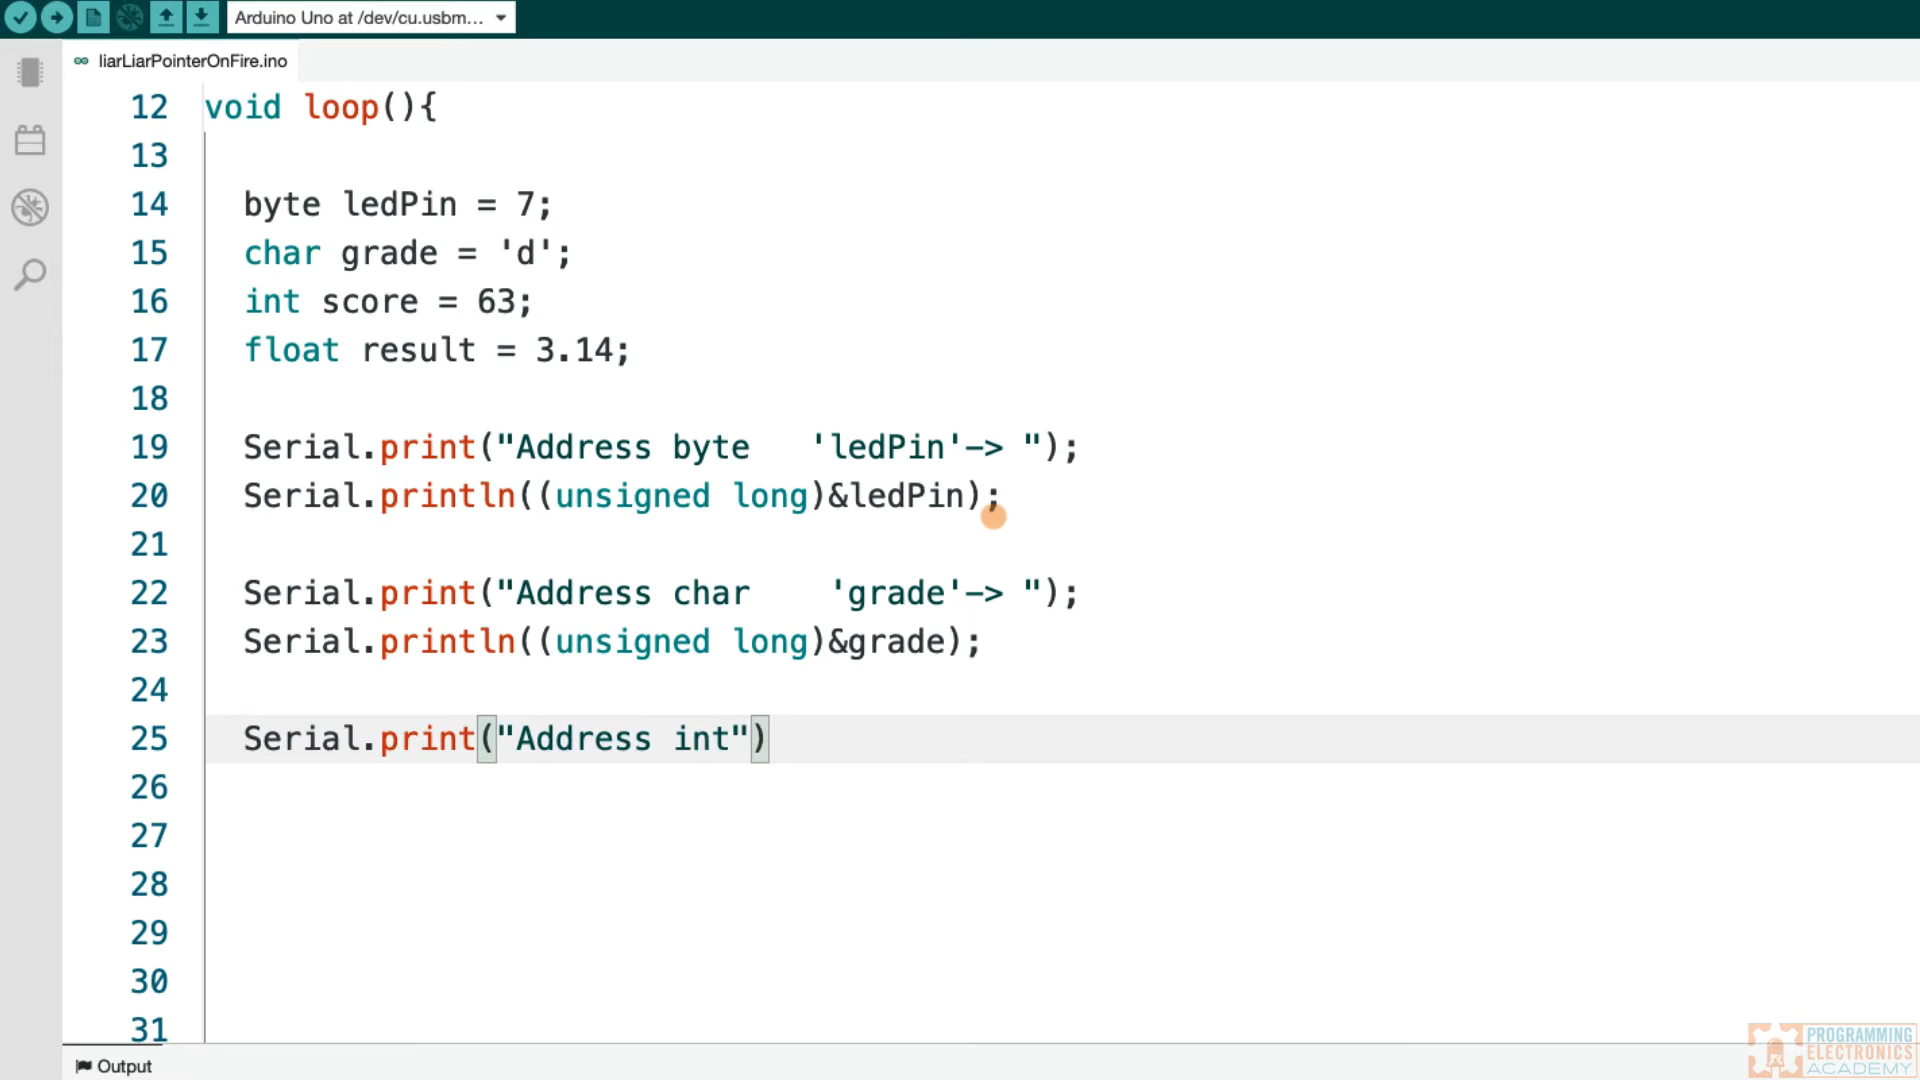 Arduino Uno at /dev/cu.usbm...
liarLiarPointerOnFire.ino
12 void loop(){
13
14 byte ledPin = 7;
15 char grade = 'd';
16 int score = 63;
17 float result = 3.14;
18
19 Serial.print("Address byte   'ledPin'-> ");
20 Serial.println((unsigned long)&ledPin);
21
22 Serial.print("Address char    'grade'-> ");
23 Serial.println((unsigned long)&grade);
24
25 Serial.print("Address int")
26
27
28
29
30
31
Output
PROGRAMMING
ELECTRONICS
ACADEMY